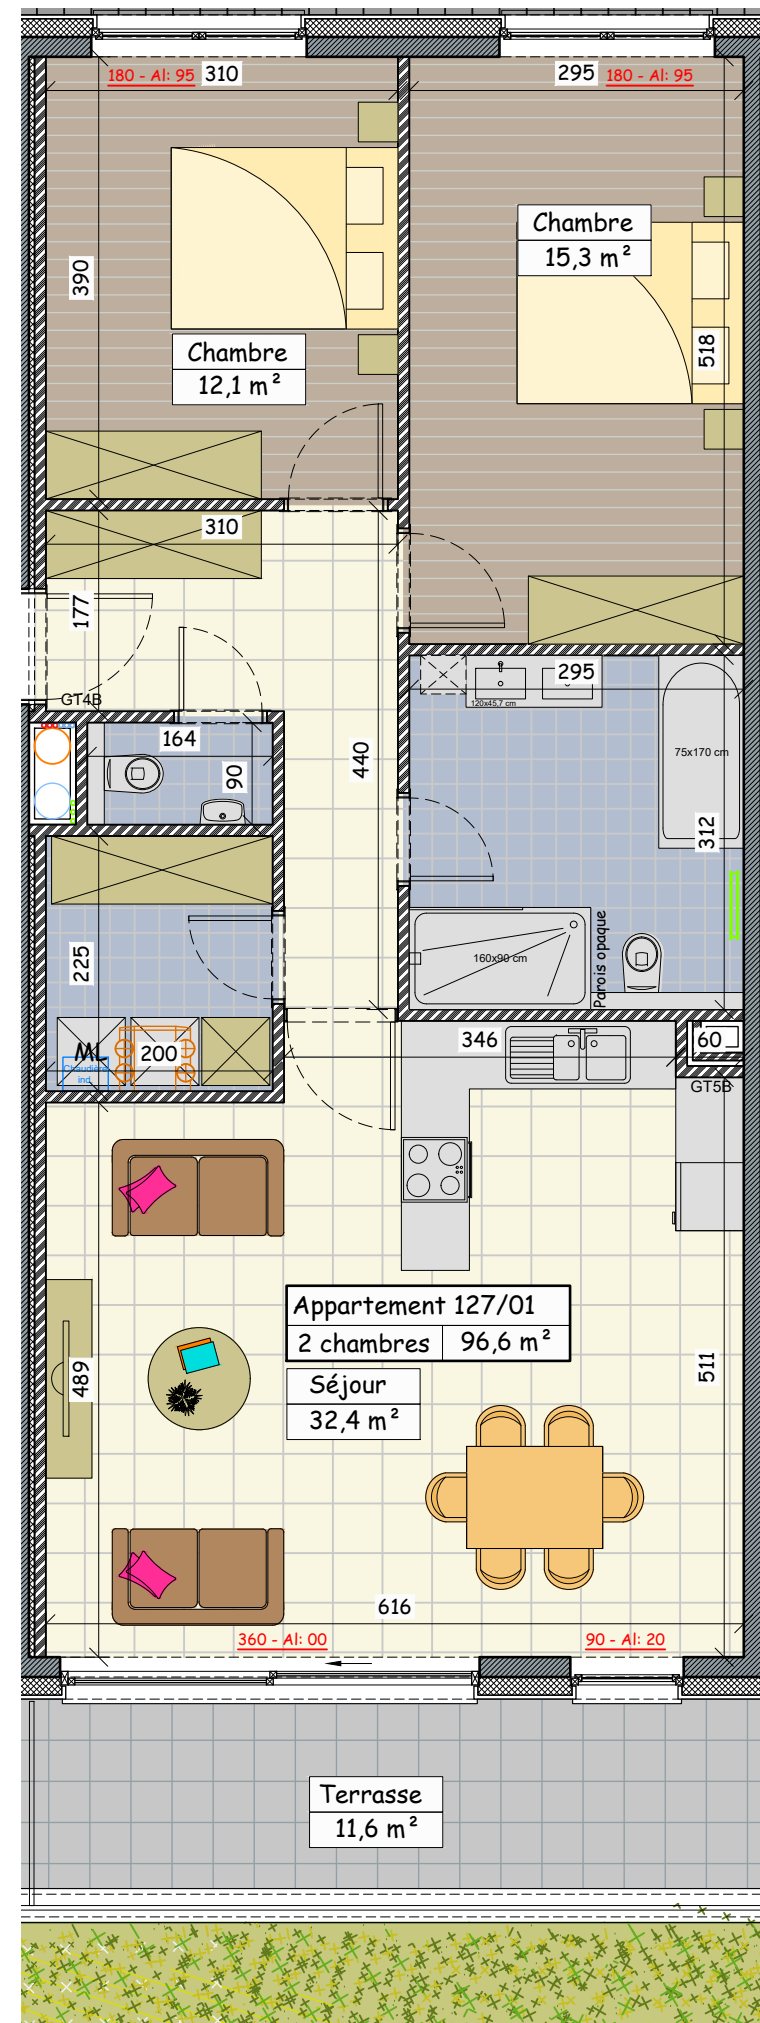 180 - Al: 95
310
295
180 - Al: 95
Chambre
15,3 m²
390
518
Chambre
12,1 m²
310
177
295
GT4B
120x45,7 cm
164
90
440
75x170 cm
312
225
160x90 cm
Parois opaque
ML
Chaudière
ind.
200
346
60
GT5B
Appartement 127/01
2 chambres 96,6 m²
489
511
Séjour
32,4 m²
616
360 - Al: 00
90 - Al: 20
Terrasse
11,6 m²